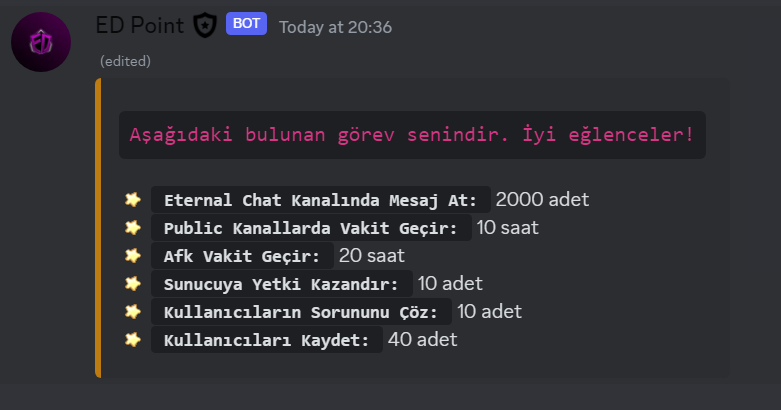 ED
ED Point BOT Today at 20:36
(edited)
Aşağıdaki bulunan görev senindir. İyi eğlenceler!
Eternal Chat Kanalında Mesaj At: 2000 adet
Public Kanallarda Vakit Geçir: 10 saat
Afk Vakit Geçir: 20 saat
Sunucuya Yetki Kazandır: 10 adet
Kullanıcıların Sorununu Çöz: 10 adet
Kullanıcıları Kaydet: 40 adet